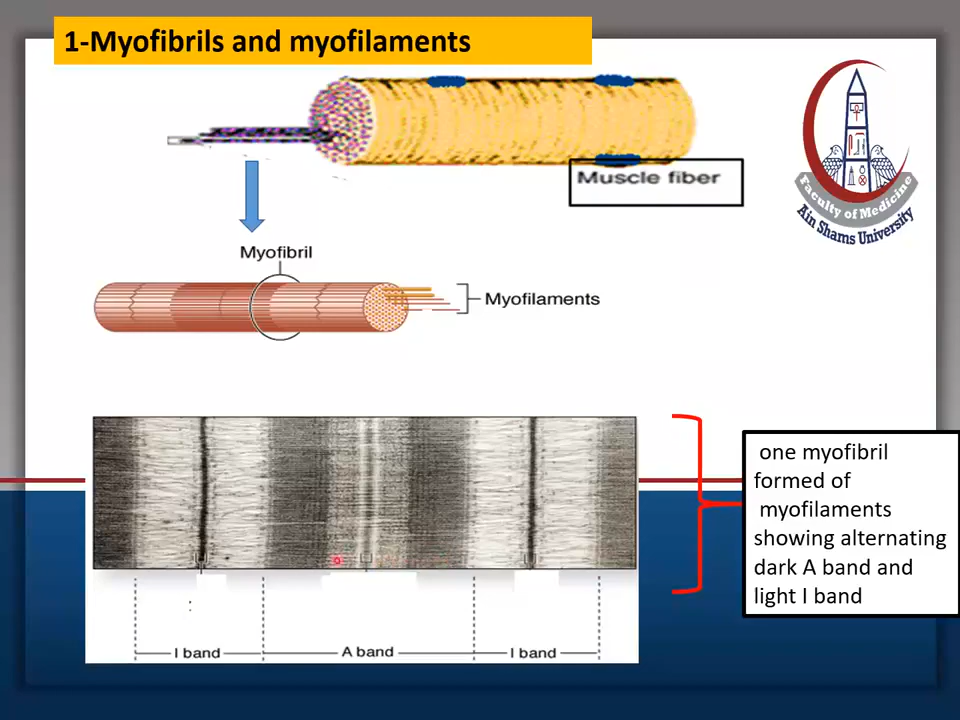 1-Myofibrils and myofilaments
Muscle fiber
Faculty of Medicine
Ain Shams University
Myofibril
Myofilaments
one myofibril
formed of
myofilaments
showing alternating
dark A band and
light I band
I band
A band
I band